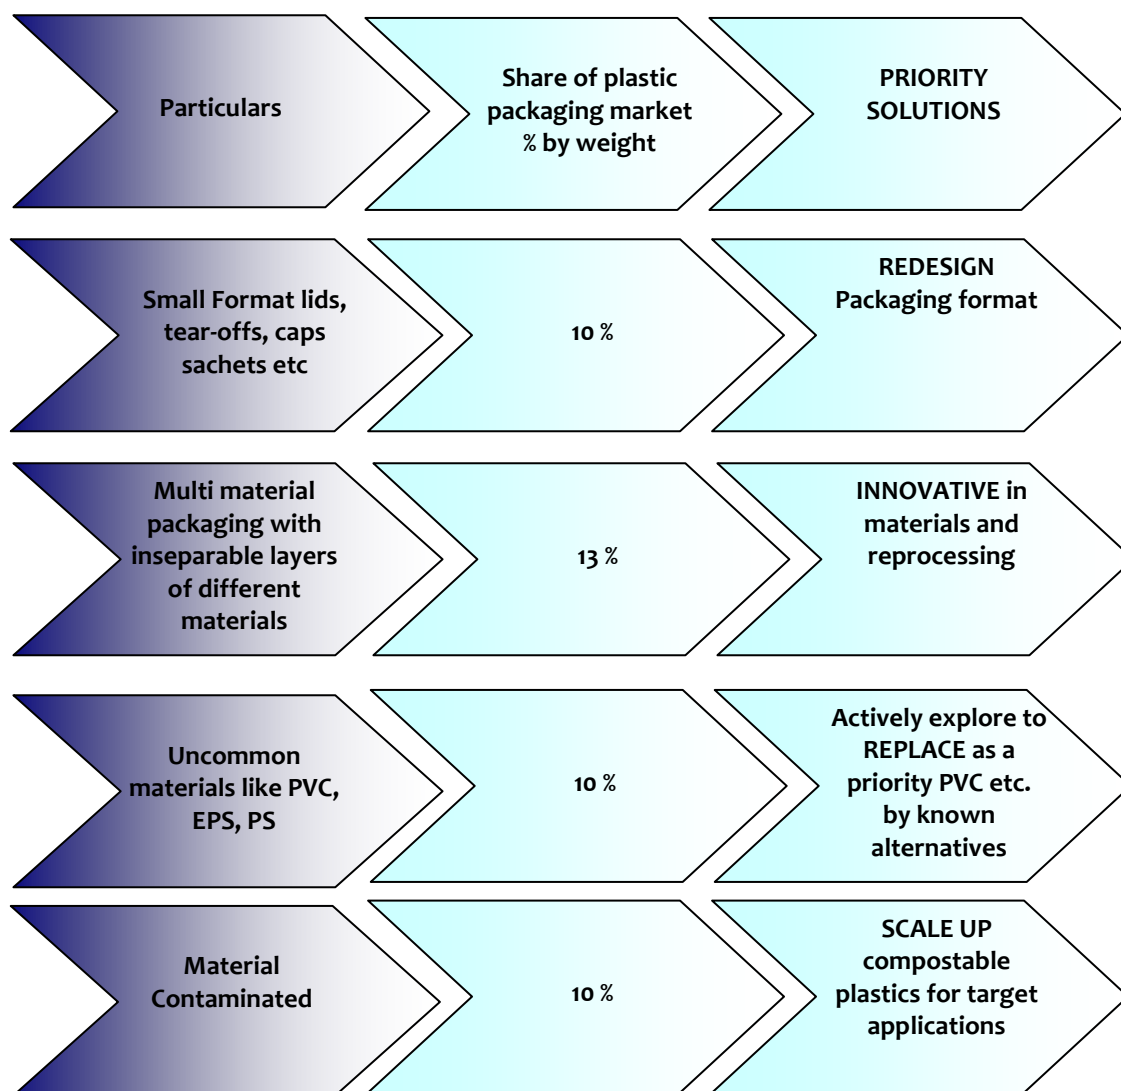 Particulars
Share of plastic
packaging market
% by weight
PRIORITY
SOLUTIONS
Small Format lids,
tear-offs, caps
sachets etc
10 %
REDESIGN
Packaging format
Multi material
packaging with
inseparable layers
of different
materials
13 %
INNOVATIVE in
materials and
reprocessing
Uncommon
materials like PVC,
EPS, PS
10 %
Actively explore to
REPLACE as a
priority PVC etc.
by known
alternatives
Material
Contaminated
10 %
SCALE UP
compostable
plastics for target
applications